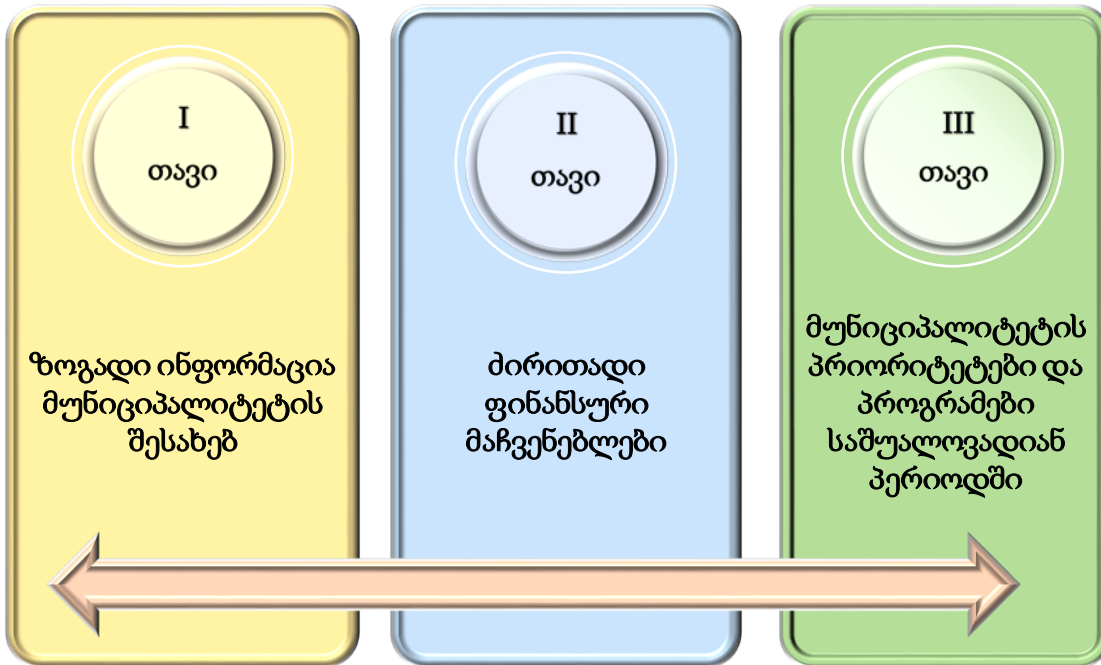 I
თავი
ზოგადი ინფორმაცია
მუნიციპალიტეტის
შესახებ
II
თავი
ძირითადი
ფინანსური
მაჩვენებლები
III
თავი
მუნიციპალიტეტის
პრიორიტეტები და
პროგრამები
საშუალოვადიან
პერიოდში